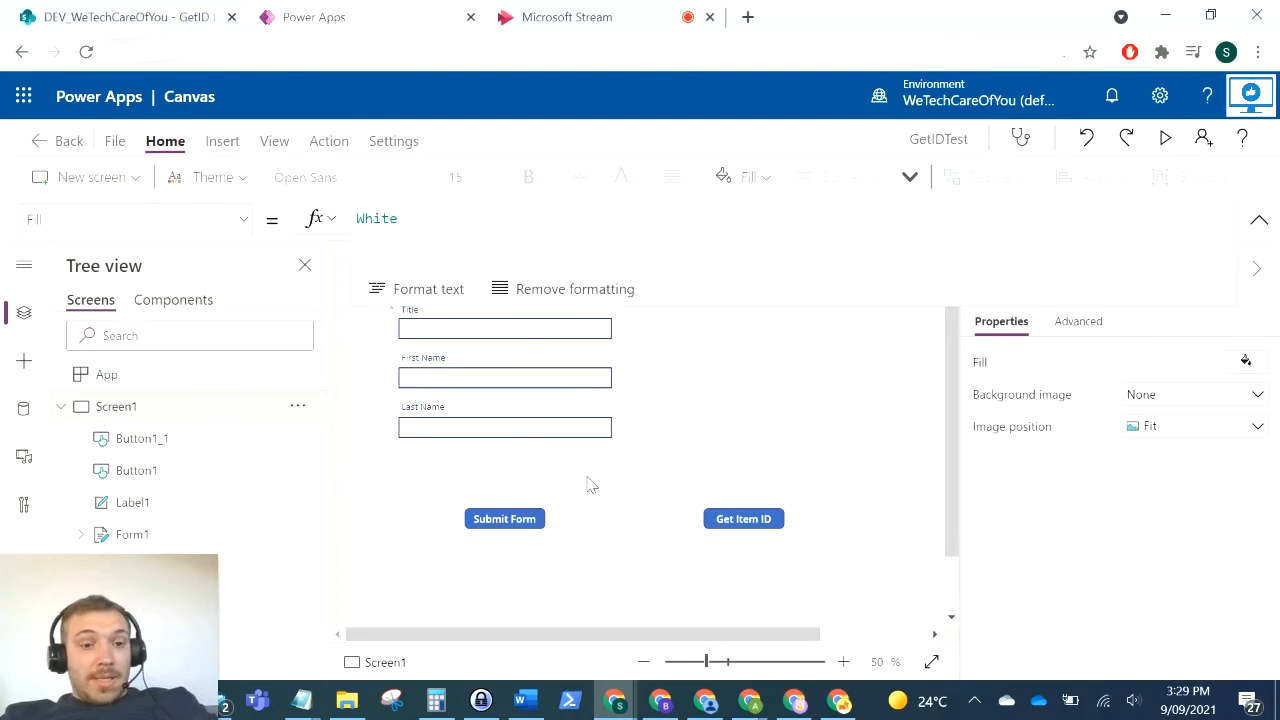 DEV_WeTechCareOfYou - GetID
Power Apps
Microsoft Stream
S
Power Apps | Canvas
Environment
WeTechCareOfYou (def...
Back
File
Home
Insert
View
Action
Settings
GetIDTest
New screen
Theme
Open Sans
15
B
Fill
Fill
=
fx
White
Tree view
Format text
Remove formatting
Screens
Components
Search
App
Screen1
Button1_1
Button1
Label1
Form1
* Title
First Name
Last Name
Submit Form
Get Item ID
Properties
Advanced
Fill
Background image
None
Image position
Fit
Screen1
50 %
2
24°C
3:29 PM
9/09/2021
27